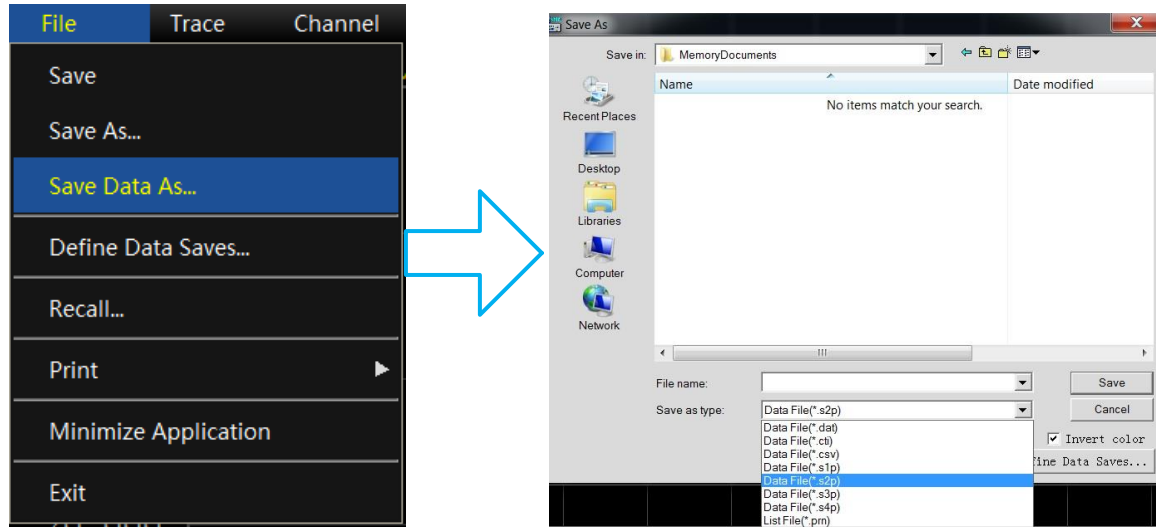 File Trace Channel
Save
Save As...
Save Data As...
Define Data Saves...
Recall...
Print
Minimize Application
Exit
Save As
Save in: MemoryDocuments
Name Date modified
No items match your search.
Recent Places
Desktop
Libraries
Computer
Network
File name: Save
Save as type: Data File(*.s2p) Cancel
Data File(*.dat)
Data File(*.cti)
Invert color
Data File(*.csv)
Data File(*.s1p)
fine Data Saves...
Data File(*.s2p)
Data File(*.s3p)
Data File(*.s4p)
List File(*.prn)